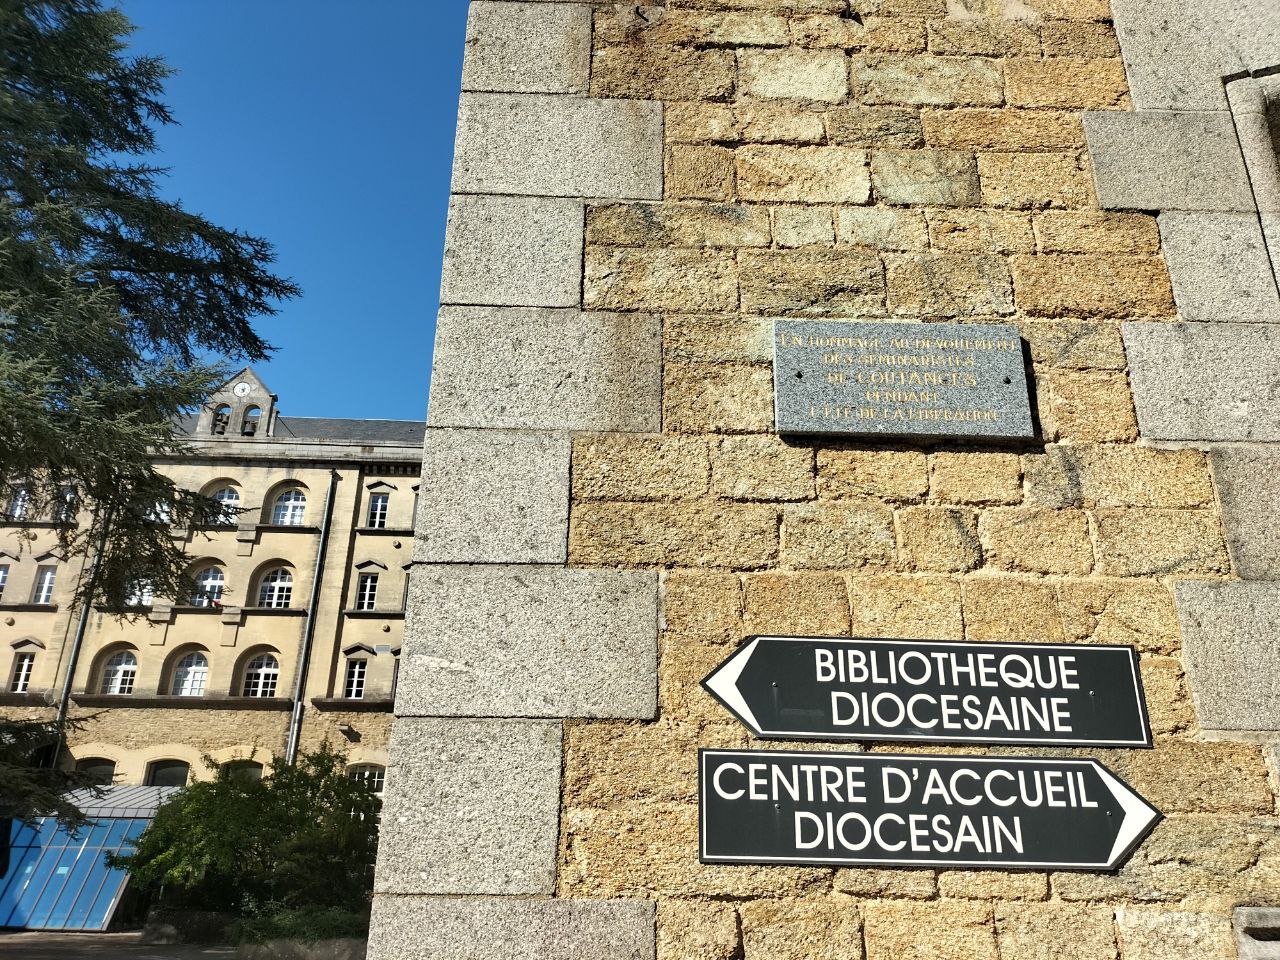 EN HOMMAGE AU DEVOUEMENT
DES SEMINARISTES
DE COUTANCES
PENDANT
L'ETE DE LA LIBERATION
BIBLIOTHEQUE
DIOCESAINE
CENTRE D'ACCUEIL
DIOCESAIN